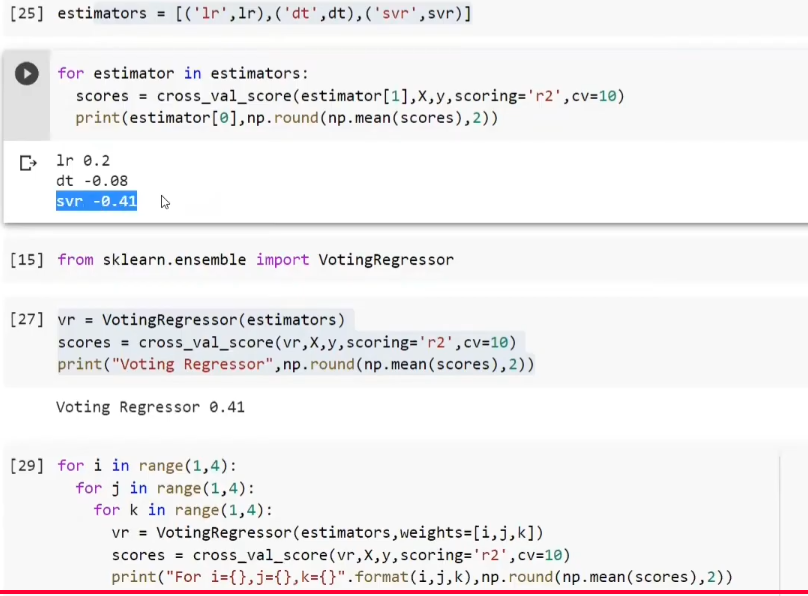 [25] estimators = [('lr',lr),('dt',dt),('svr',svr)]
for estimator in estimators:
  scores = cross_val_score(estimator[1],X,y,scoring='r2',cv=10)
  print(estimator[0],np.round(np.mean(scores),2))
lr 0.2
dt -0.08
svr -0.41
[15] from sklearn.ensemble import VotingRegressor
[27] vr = VotingRegressor(estimators)
scores = cross_val_score(vr,X,y,scoring='r2',cv=10)
print("Voting Regressor",np.round(np.mean(scores),2))
Voting Regressor 0.41
[29] for i in range(1,4):
  for j in range(1,4):
    for k in range(1,4):
      vr = VotingRegressor(estimators,weights=[i,j,k])
      scores = cross_val_score(vr,X,y,scoring='r2',cv=10)
      print("For i={},j={},k={}".format(i,j,k),np.round(np.mean(scores),2))